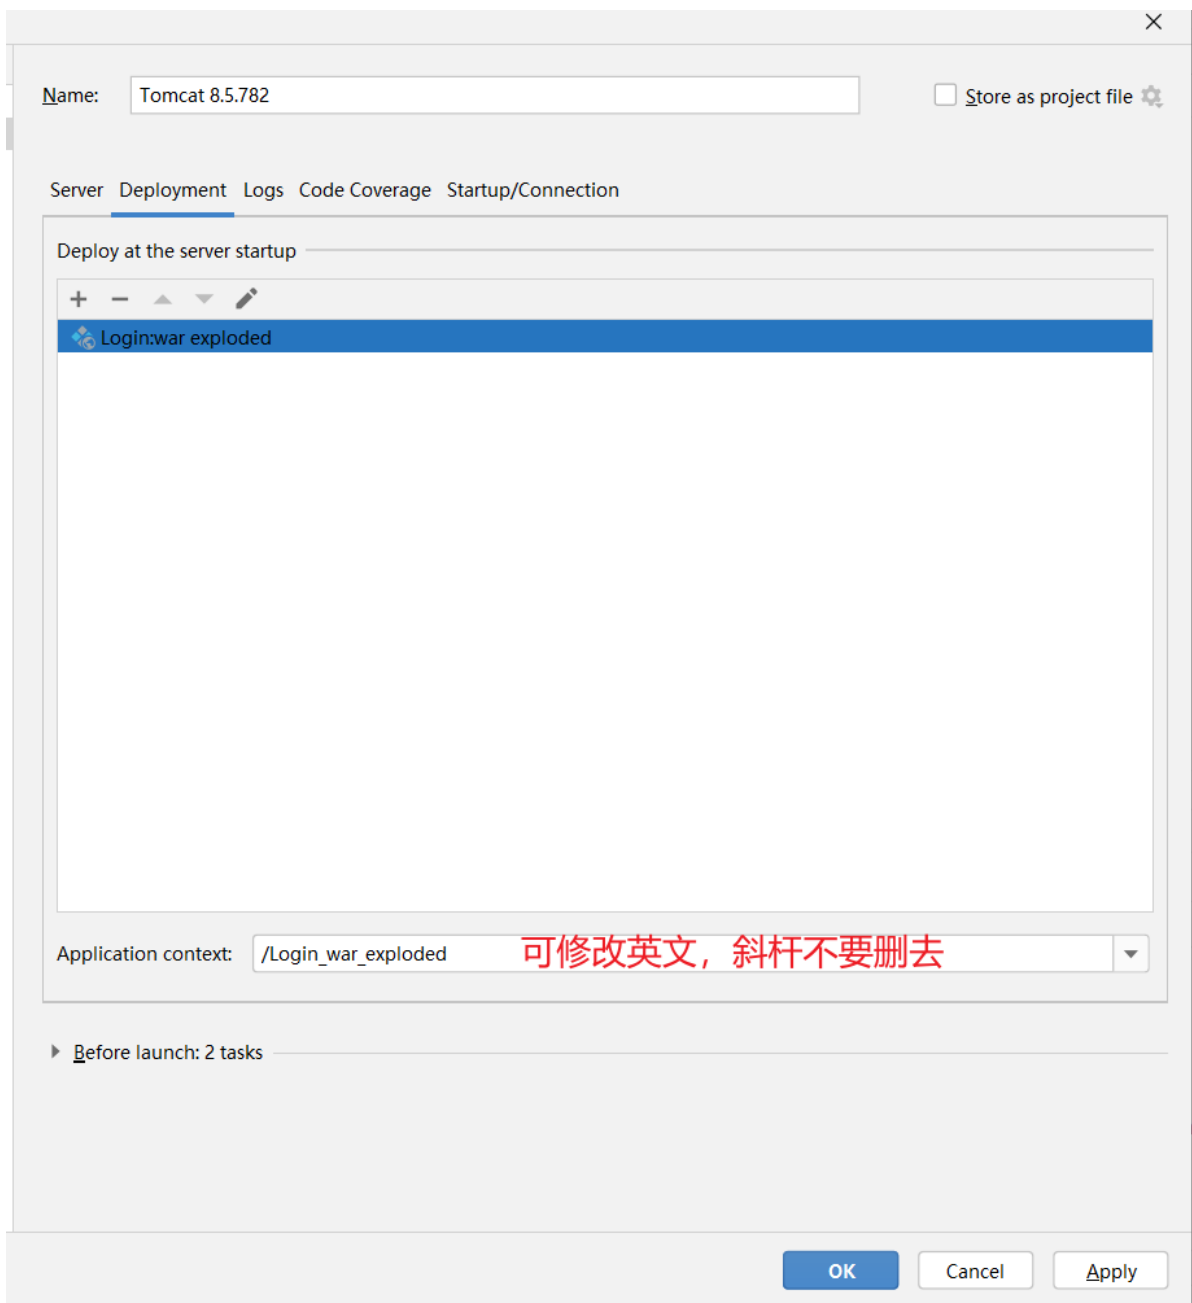 Name: Tomcat 8.5.782 Store as project file
Server Deployment Logs Code Coverage Startup/Connection
Deploy at the server startup
Login:war exploded
Application context: /Login_war_exploded 可修改英文，斜杆不要删去
Before launch: 2 tasks
OK Cancel Apply